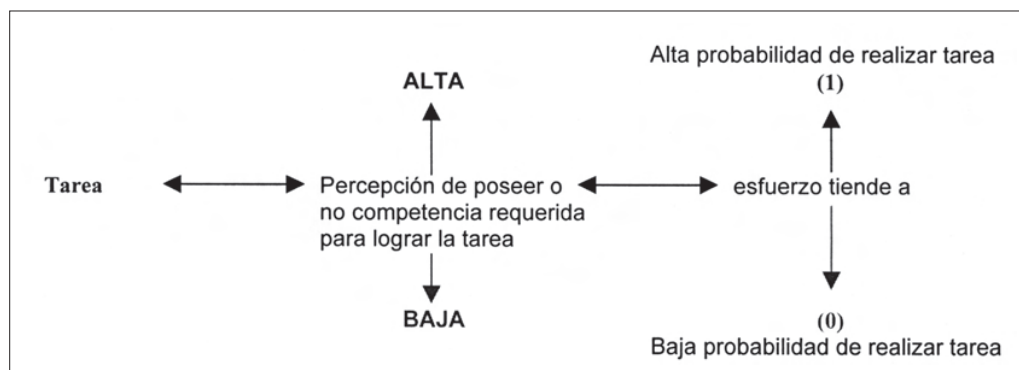 Alta probabilidad de realizar tarea
(1)
ALTA
Tarea
Percepción de poseer o
no competencia requerida
para lograr la tarea
esfuerzo tiende a
BAJA
(0)
Baja probabilidad de realizar tarea